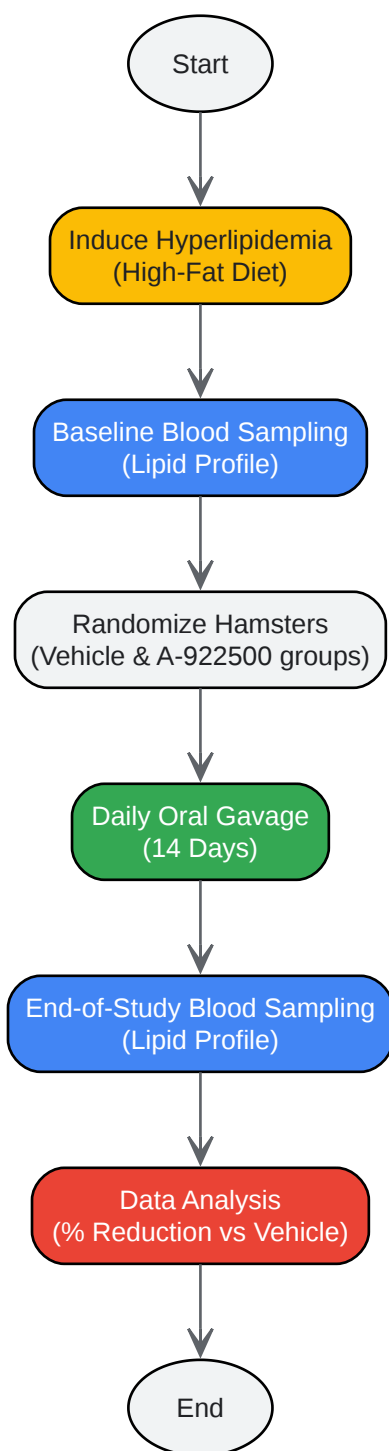 Start
Induce Hyperlipidemia
(High-Fat Diet)
Baseline Blood Sampling
(Lipid Profile)
Randomize Hamsters
(Vehicle & A-922500 groups)
Daily Oral Gavage
(14 Days)
End-of-Study Blood Sampling
(Lipid Profile)
Data Analysis
(% Reduction vs Vehicle)
End